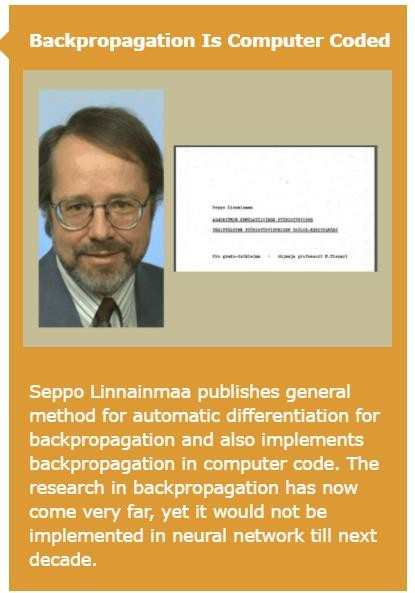 Backpropagation Is Computer Coded
Seppo Linnainmaa
Pro gradu-tutkielma - ohjaaja professori M.Tienari
Seppo Linnainmaa publishes general
method for automatic differentiation for
backpropagation and also implements
backpropagation in computer code. The
research in backpropagation has now
come very far, yet it would not be
implemented in neural network till next
decade.